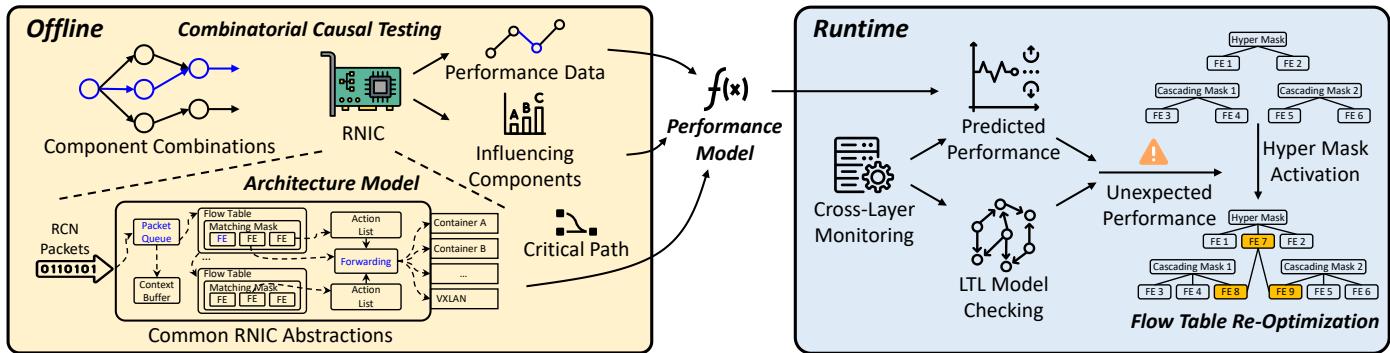 Offline
Combinatorial Causal Testing
Component Combinations
RNIC
Performance Data
A B C
Influencing
Components
Architecture Model
RCN
Packets
0110101
Packet
Queue
Context
Buffer
Flow Table
Matching Mask
FE FE FE
...
Flow Table
Matching Mask
FE FE FE
Action
List
Forwarding
Action
List
Container A
Container B
...
VXLAN
Critical Path
Common RNIC Abstractions
f(x)
Performance
Model
Runtime
Cross-Layer
Monitoring
Predicted
Performance
LTL Model
Checking
Unexpected
Performance
Hyper Mask
FE 1 FE 2
Cascading Mask 1 Cascading Mask 2
FE 3 FE 4 FE 5 FE 6
Hyper Mask
Activation
Hyper Mask
FE 1 FE 7 FE 2
Cascading Mask 1 Cascading Mask 2
FE 3 FE 4 FE 8 FE 9 FE 5 FE 6
Flow Table Re-Optimization